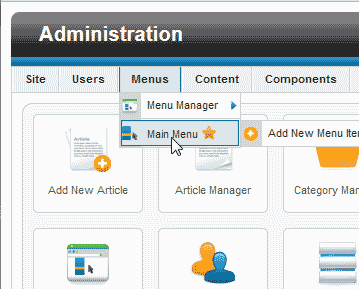 Administration
Site Users Menus Content Components
Menu Manager
Main Menu Add New Menu Iter
Article
Add New Article Article Manager Category Man